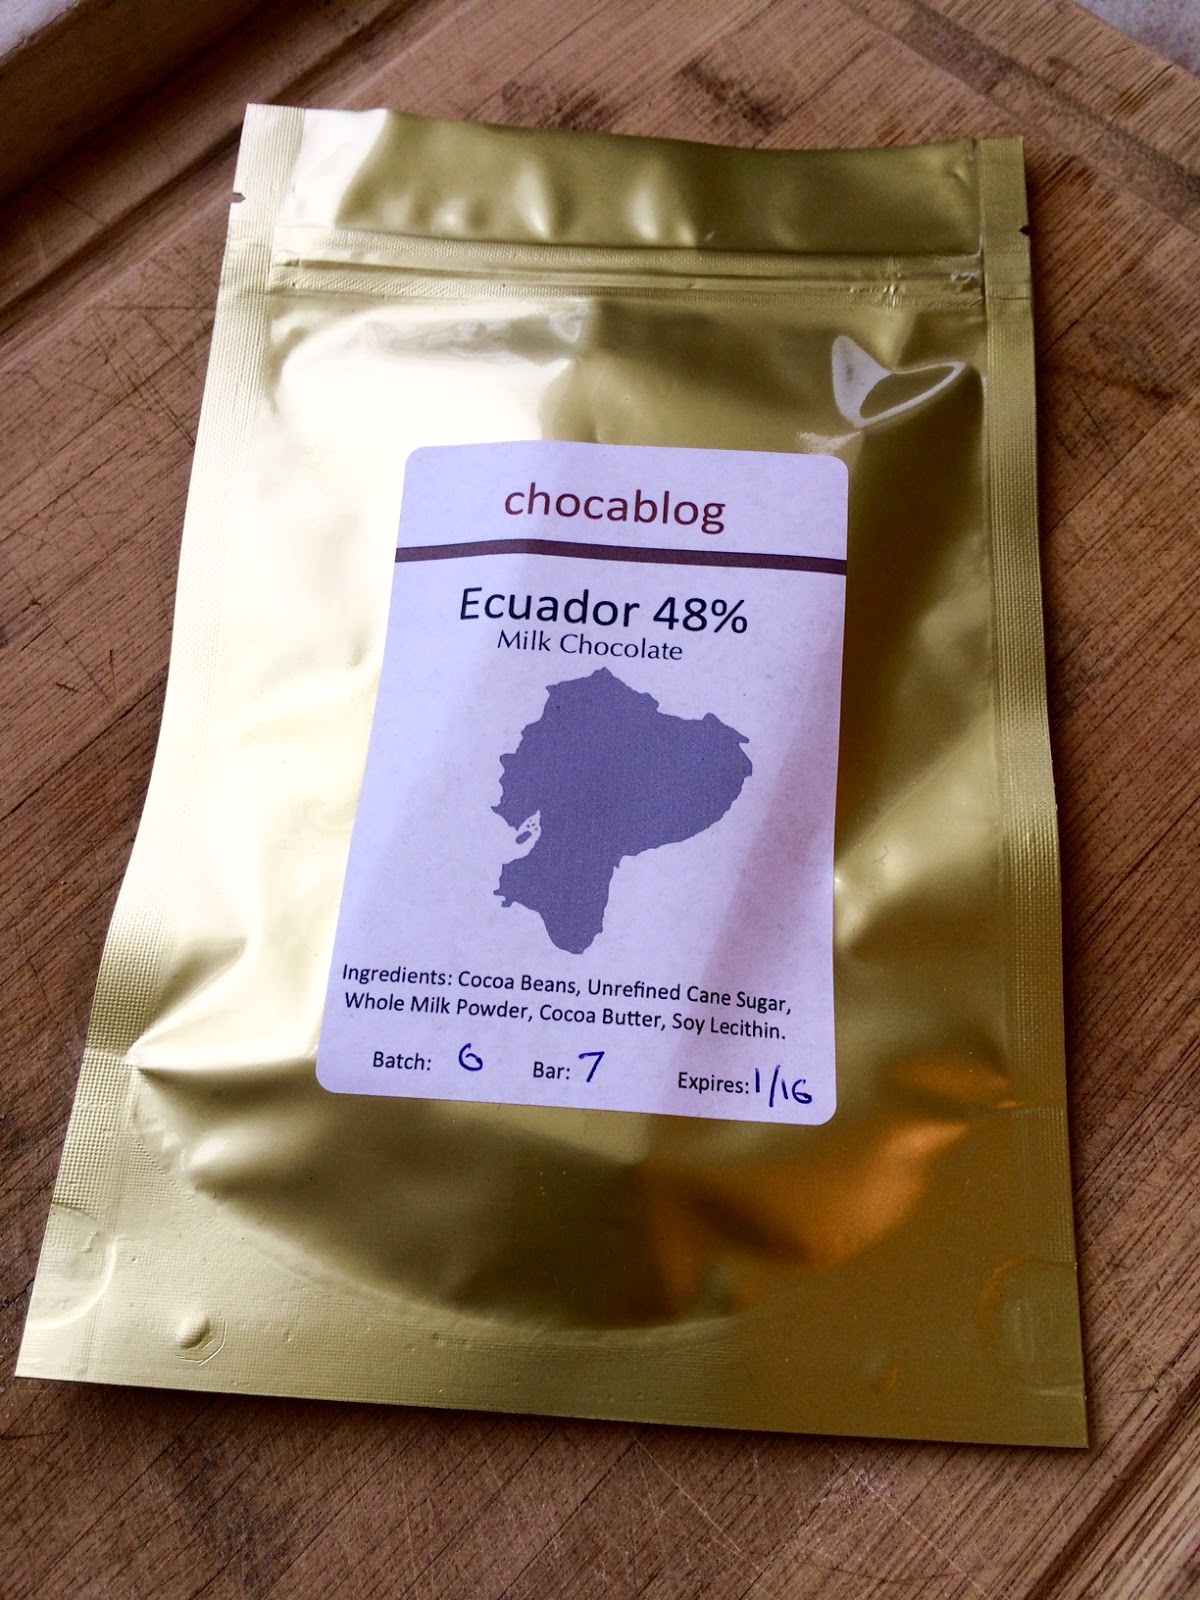 chocablog
Ecuador 48%
Milk Chocolate
Ingredients: Cocoa Beans, Unrefined Cane Sugar,
Whole Milk Powder, Cocoa Butter, Soy Lecithin.
Batch: 6 Bar: 7 Expires: 1/16